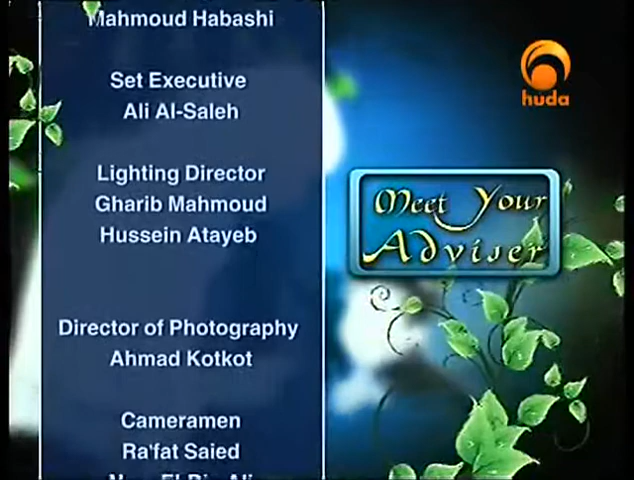 Mahmoud Habashi
Set Executive
Ali Al-Saleh
Lighting Director
Gharib Mahmoud
Hussein Atayeb
Director of Photography
Ahmad Kotkot
Cameramen
Ra'fat Saied
huda
Meet Your
Adviser